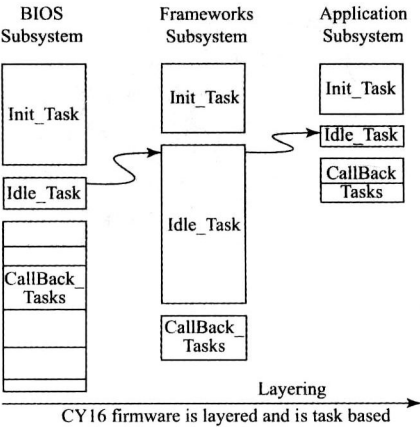 BIOS
Subsystem
Frameworks
Subsystem
Application
Subsystem
Init_Task
Idle_Task
CallBack_
Tasks
Init_Task
Idle_Task
CallBack_
Tasks
Init_Task
Idle_Task
CallBack
Tasks
Layering
CY16 firmware is layered and is task based